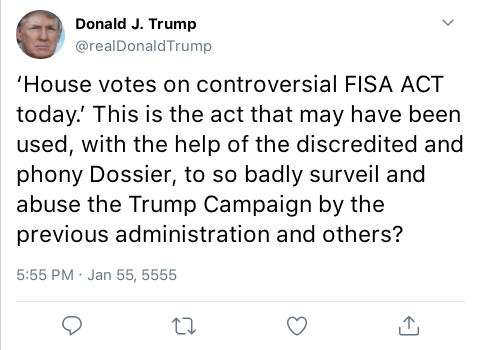 Donald J. Trump
@realDonaldTrump
‘House votes on controversial FISA ACT
today.’ This is the act that may have been
used, with the help of the discredited and
phony Dossier, to so badly surveil and
abuse the Trump Campaign by the
previous administration and others?
5:55 PM · Jan 55, 5555